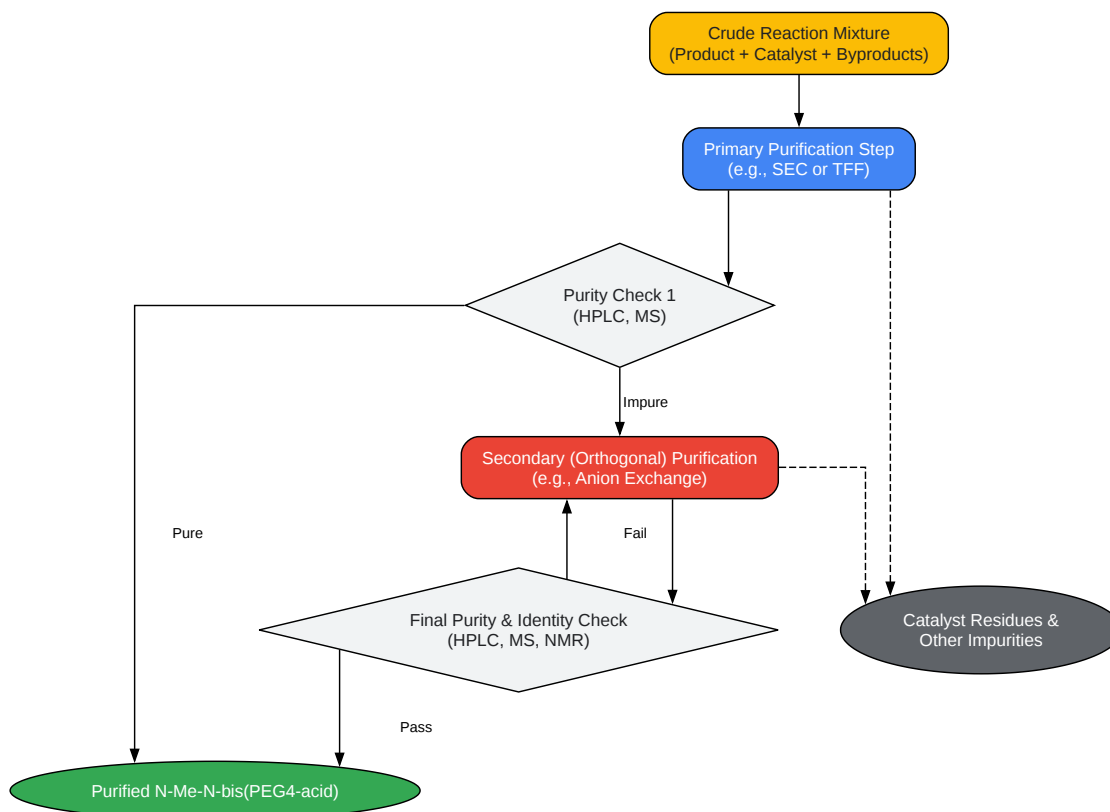 Crude Reaction Mixture
(Product + Catalyst + Byproducts)
Primary Purification Step
(e.g., SEC or TFF)
Purity Check 1
(HPLC, MS)
Impure
Secondary (Orthogonal) Purification
(e.g., Anion Exchange)
Pure
Fail
Final Purity & Identity Check
(HPLC, MS, NMR)
Catalyst Residues &
Other Impurities
Pass
Purified N-Me-N-bis(PEG4-acid)